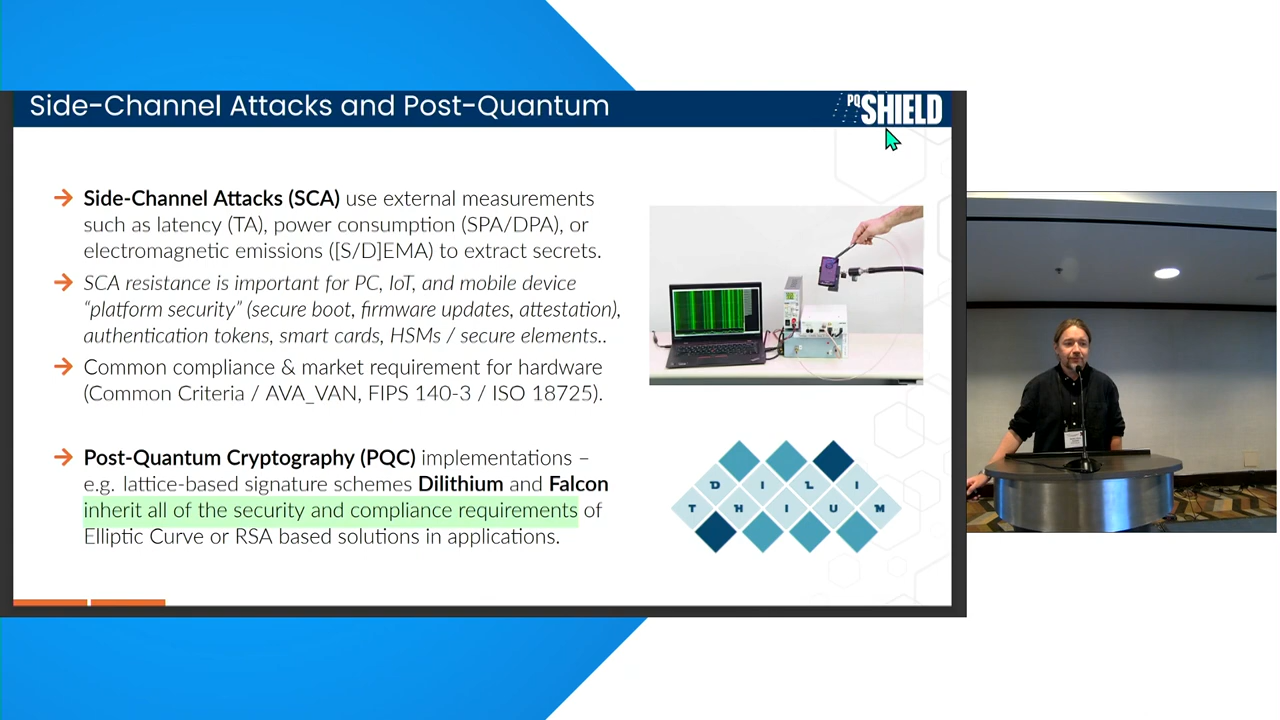 Side-Channel Attacks and Post-Quantum
PQ SHIELD
→ Side-Channel Attacks (SCA) use external measurements
such as latency (TA), power consumption (SPA/DPA), or
electromagnetic emissions ([S/D]EMA) to extract secrets.
→ SCA resistance is important for PC, IoT, and mobile device
“platform security” (secure boot, firmware updates, attestation),
authentication tokens, smart cards, HSMs / secure elements..
→ Common compliance & market requirement for hardware
(Common Criteria / AVA_VAN, FIPS 140-3 / ISO 18725).
→ Post-Quantum Cryptography (PQC) implementations –
e.g. lattice-based signature schemes Dilithium and Falcon
inherit all of the security and compliance requirements of
Elliptic Curve or RSA based solutions in applications.
D I L I
T H I U M